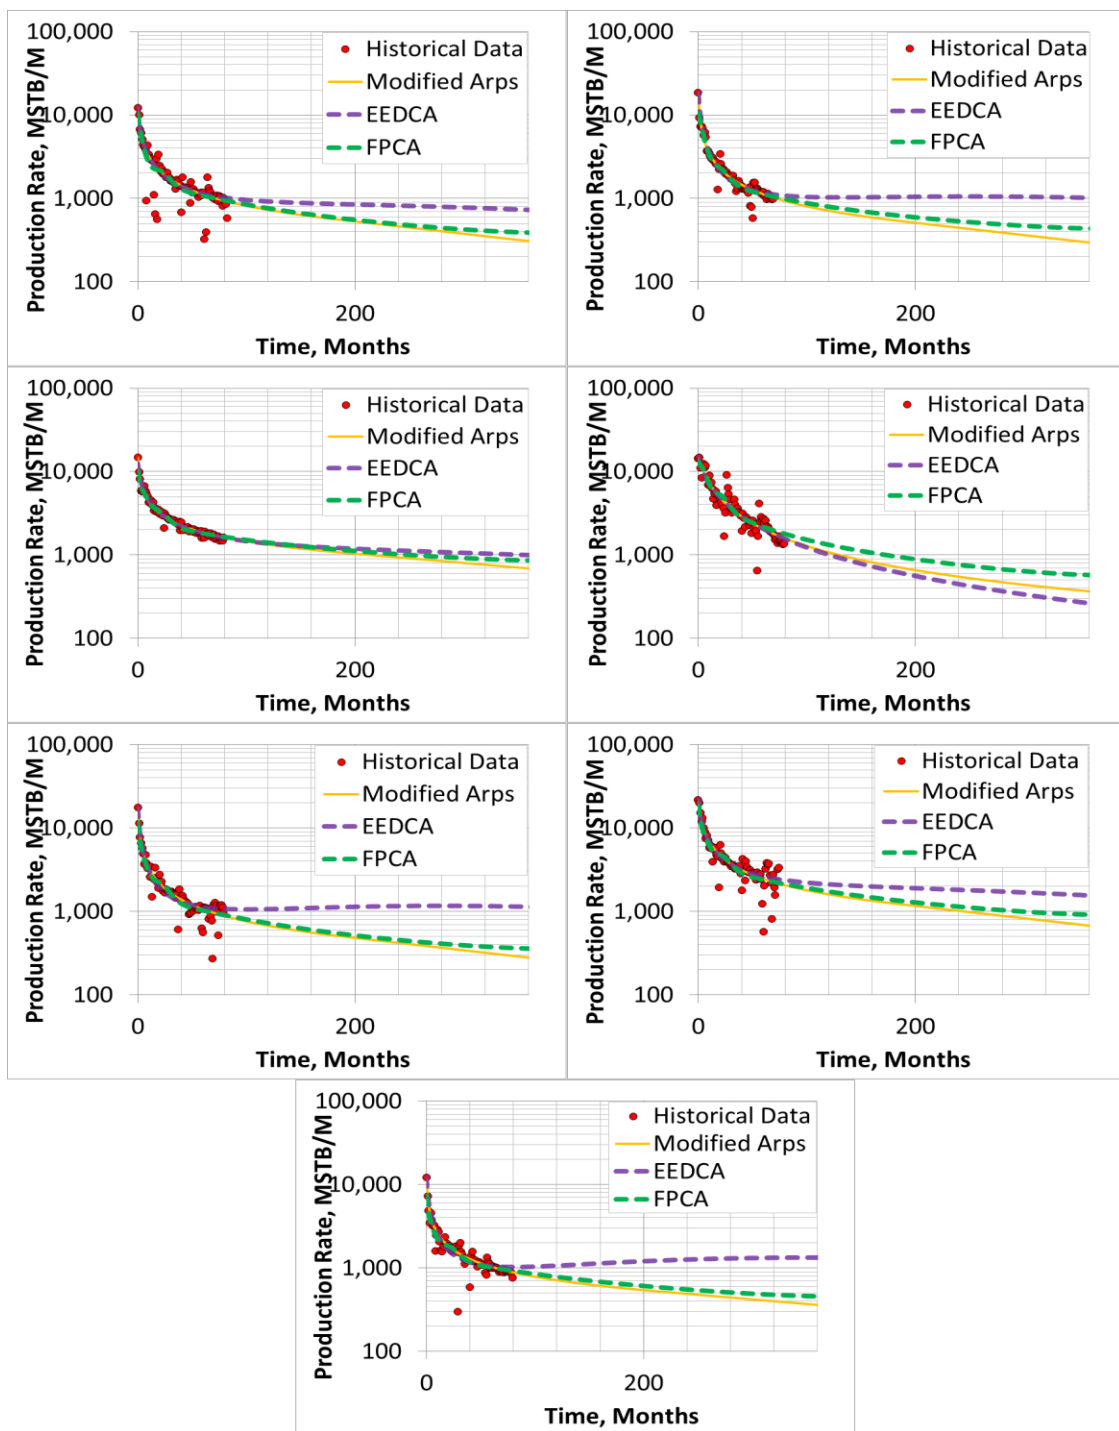 100,000
10,000
1,000
100
0
200
Production Rate, MSTB/M
Time, Months
Historical Data
Modified Arps
EEDCA
FPCA
100,000
10,000
1,000
100
0
200
Production Rate, MSTB/M
Time, Months
Historical Data
Modified Arps
EEDCA
FPCA
100,000
10,000
1,000
100
0
200
Production Rate, MSTB/M
Time, Months
Historical Data
Modified Arps
EEDCA
FPCA
100,000
10,000
1,000
100
0
200
Production Rate, MSTB/M
Time, Months
Historical Data
Modified Arps
EEDCA
FPCA
100,000
10,000
1,000
100
0
200
Production Rate, MSTB/M
Time, Months
Historical Data
Modified Arps
EEDCA
FPCA
100,000
10,000
1,000
100
0
200
Production Rate, MSTB/M
Time, Months
Historical Data
Modified Arps
EEDCA
FPCA
100,000
10,000
1,000
100
0
200
Production Rate, MSTB/M
Time, Months
Historical Data
Modified Arps
EEDCA
FPCA